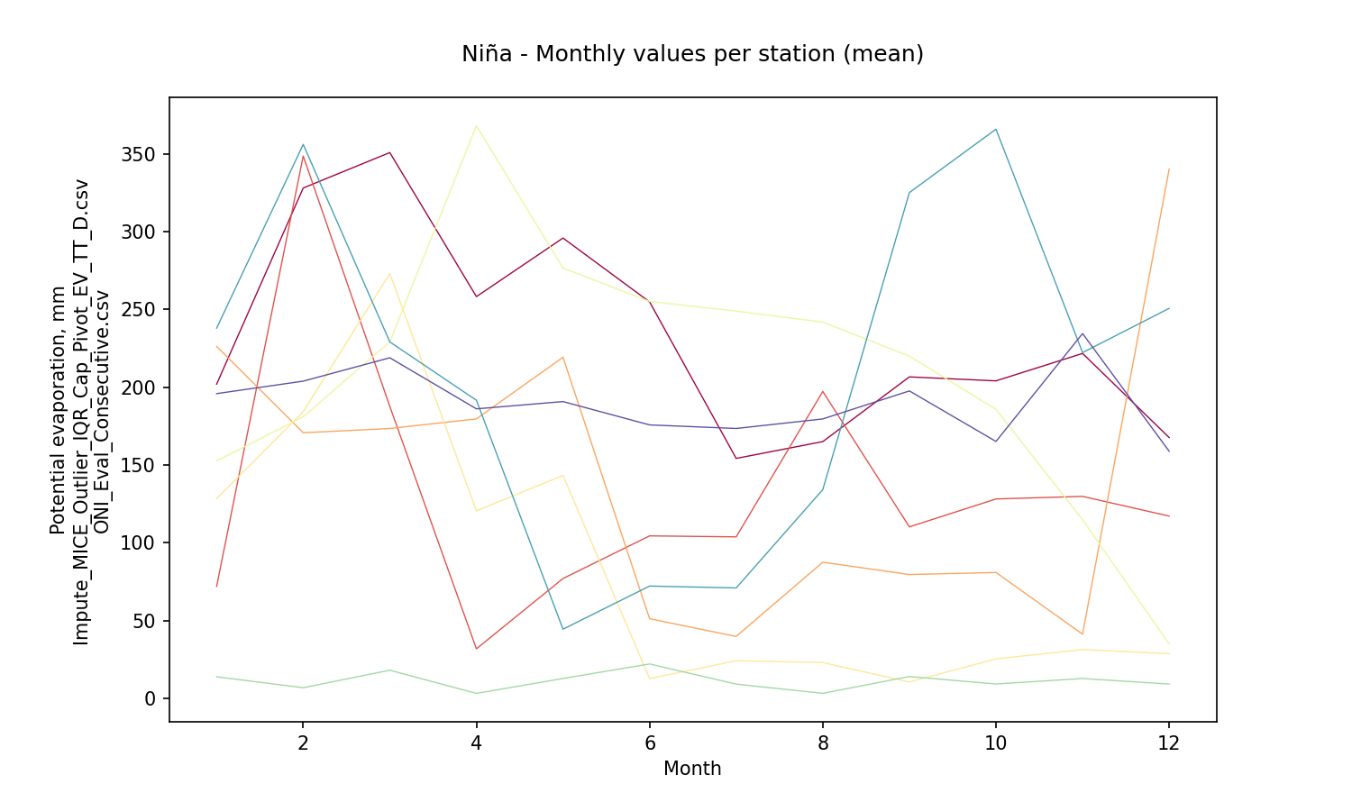 Niña - Monthly values per station (mean)
Potential evaporation, mm
Impute_MICE_Outlier_IQR_Cap_Pivot_EV_TT_D.csv
ONI_Eval_Consecutive.csv
350
300
250
200
150
100
50
0
2 4 6 8 10 12
Month